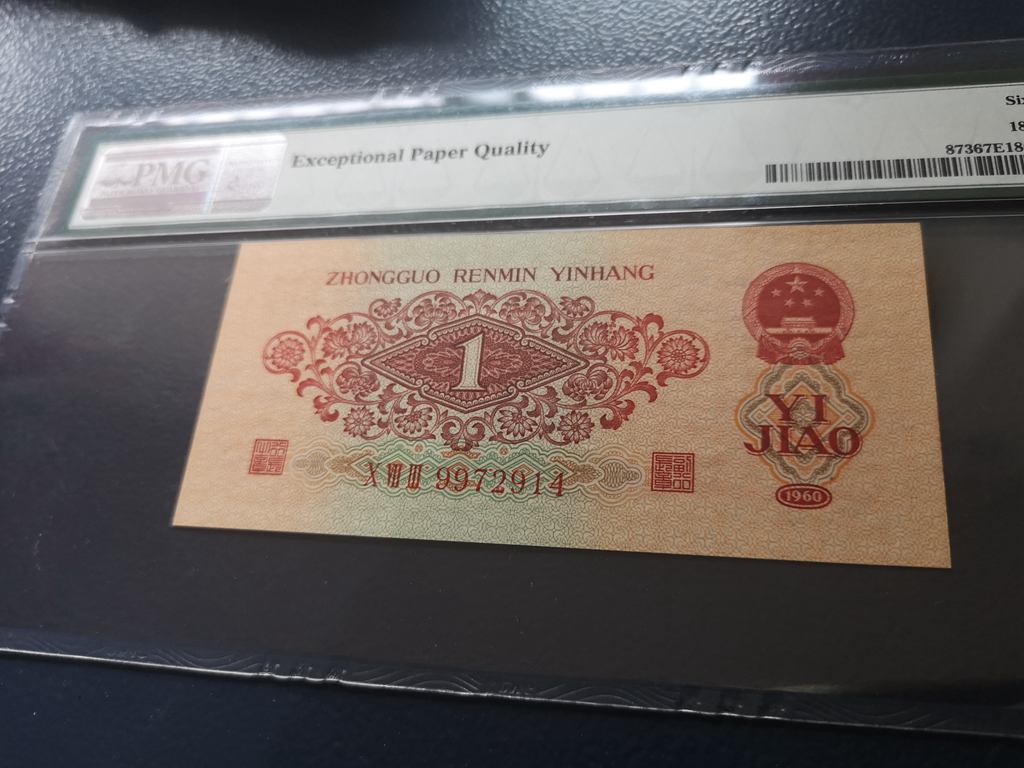 PMG
Exceptional Paper Quality
Six
18
87367E18
ZHONGGUO RENMIN YINHANG
1
YI
JIAO
X VIII III 9972914
1960